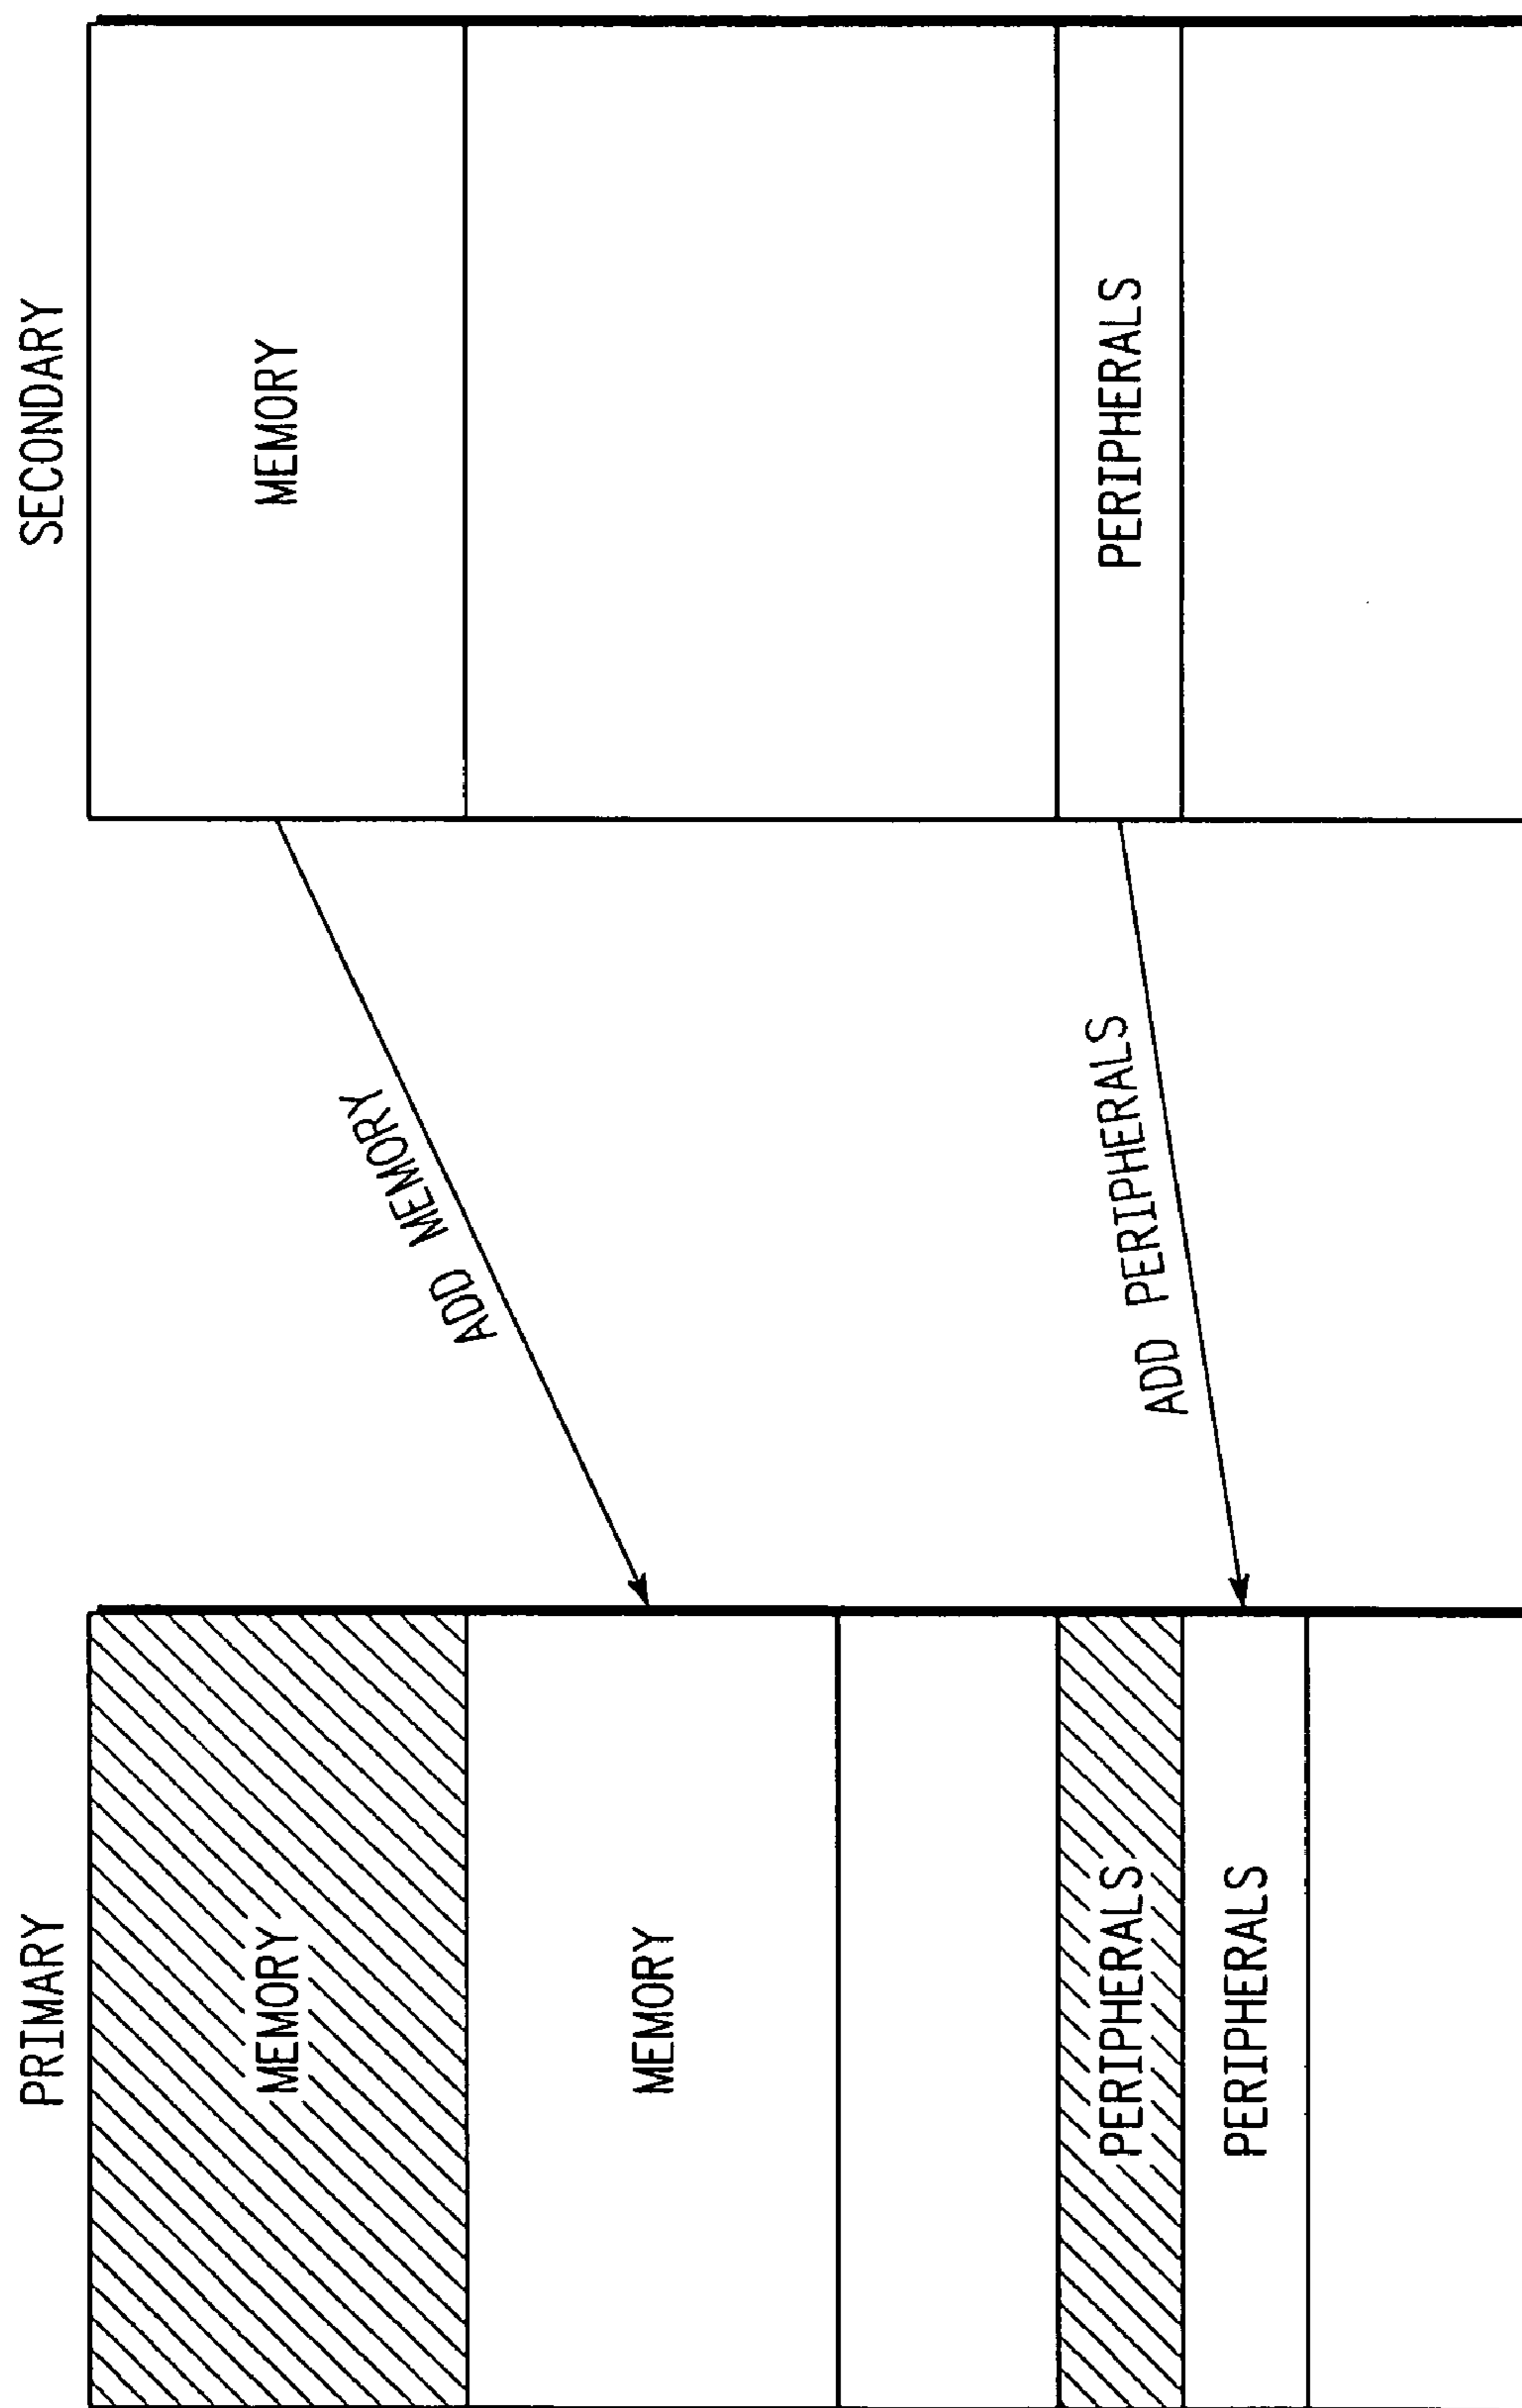 PRIMARY
SECONDARY
MEMORY
MEMORY
ADD MEMORY
MEMORY
PERIPHERALS
ADD PERIPHERALS
PERIPHERALS
PERIPHERALS